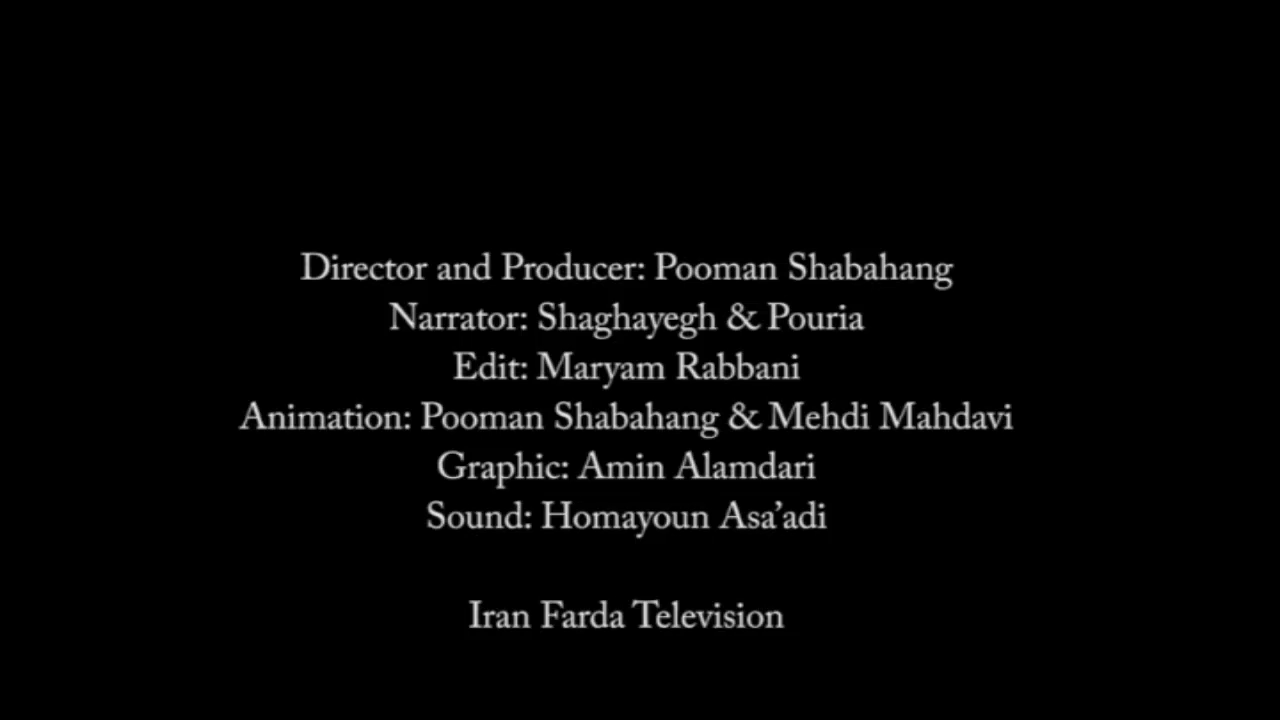 Director and Producer: Pooman Shabahang
Narrator: Shaghayegh & Pouria
Edit: Maryam Rabbani
Animation: Pooman Shabahang & Mehdi Mahdavi
Graphic: Amin Alamdari
Sound: Homayoun Asa’adi
Iran Farda Television